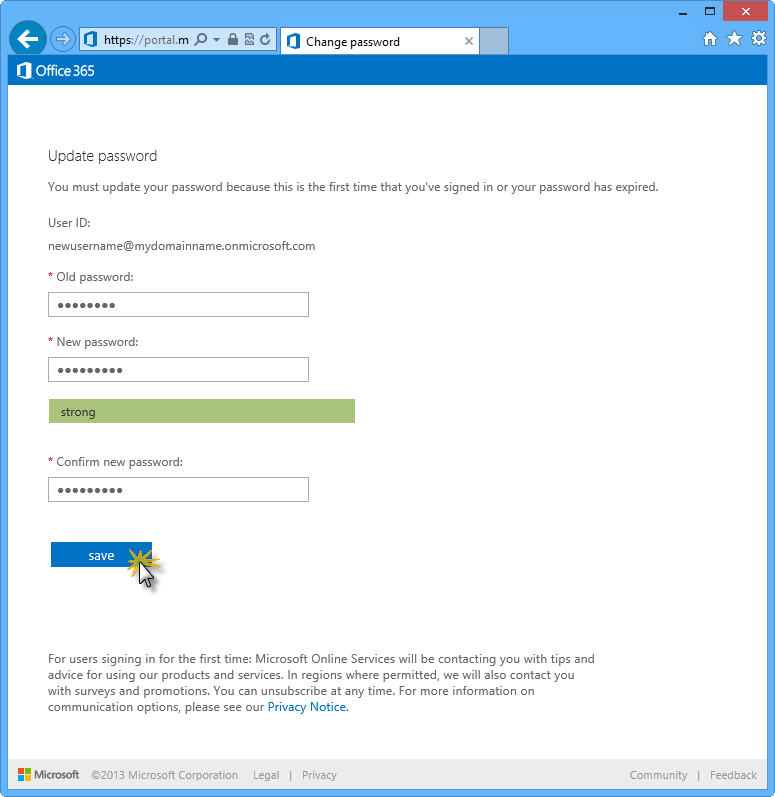 https://portal.m
Change password
Office 365
Update password
You must update your password because this is the first time that you've signed in or your password has expired.
User ID:
newusername@mydomainname.onmicrosoft.com
* Old password:
●●●●●●●●
* New password:
●●●●●●●●●
strong
* Confirm new password:
●●●●●●●●●
save
For users signing in for the first time: Microsoft Online Services will be contacting you with tips and
advice for using our products and services. In regions where permitted, we will also contact you
with surveys and promotions. You can unsubscribe at any time. For more information on
communication options, please see our Privacy Notice.
Microsoft ©2013 Microsoft Corporation Legal | Privacy Community | Feedback